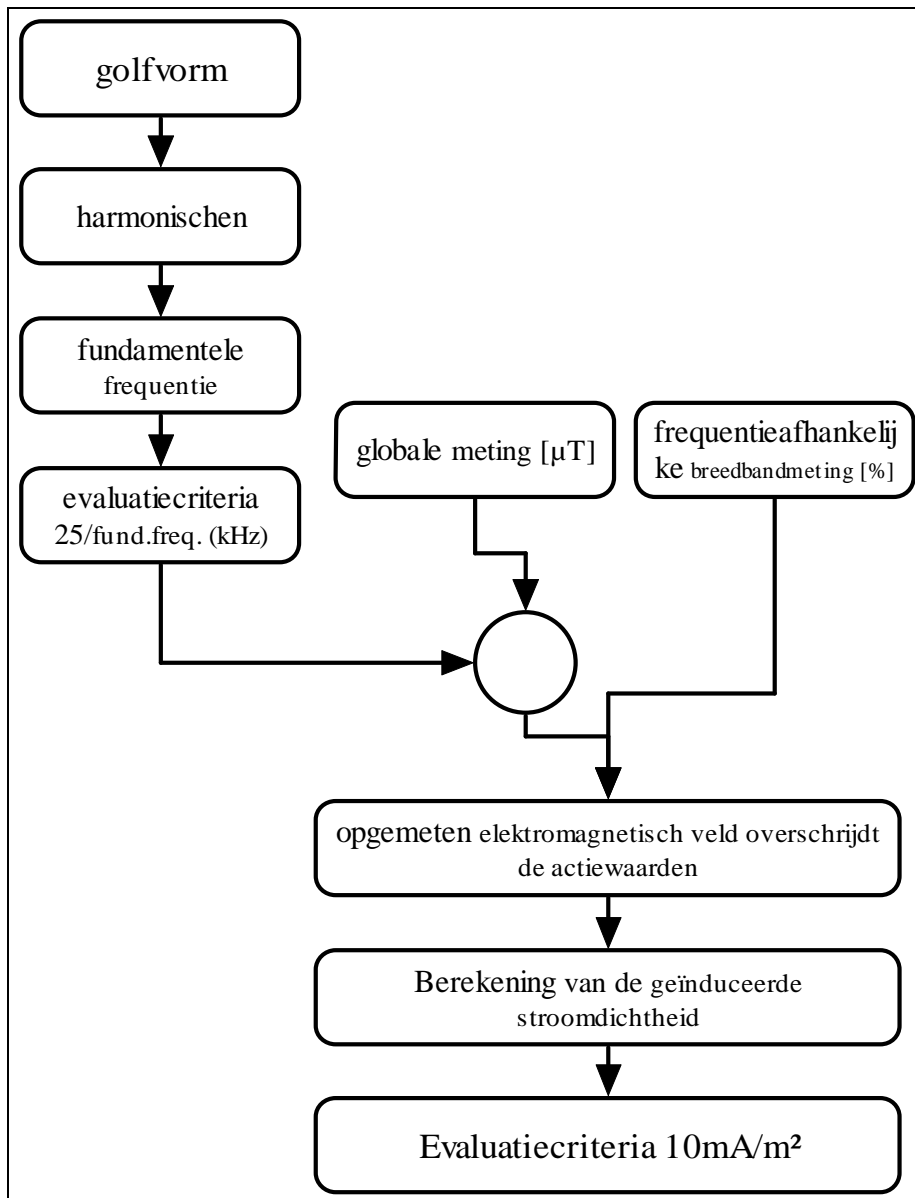 golfvorm
harmonischen
fundamentele
frequentie
evaluatiecriteria
25/fund.freq. (kHz)
globale meting [µT]
frequentieafhankelij
ke breedbandmeting [%]
opgemeten elektromagnetisch veld overschrijdt
de actiewaarden
Berekening van de geïnduceerde
stroomdichtheid
Evaluatiecriteria 10mA/m²